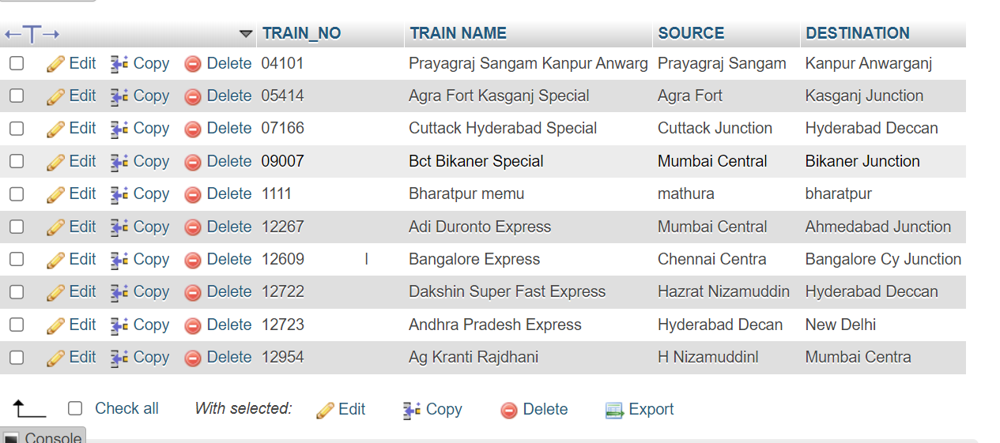 TRAIN_NO TRAIN NAME SOURCE DESTINATION
Edit Copy Delete 04101 Prayagraj Sangam Kanpur Anwarg Prayagraj Sangam Kanpur Anwarganj
Edit Copy Delete 05414 Agra Fort Kasganj Special Agra Fort Kasganj Junction
Edit Copy Delete 07166 Cuttack Hyderabad Special Cuttack Junction Hyderabad Deccan
Edit Copy Delete 09007 Bct Bikaner Special Mumbai Central Bikaner Junction
Edit Copy Delete 1111 Bharatpur memu mathura bharatpur
Edit Copy Delete 12267 Adi Duronto Express Mumbai Central Ahmedabad Junction
Edit Copy Delete 12609 Bangalore Express Chennai Centra Bangalore Cy Junction
Edit Copy Delete 12722 Dakshin Super Fast Express Hazrat Nizamuddin Hyderabad Deccan
Edit Copy Delete 12723 Andhra Pradesh Express Hyderabad Decan New Delhi
Edit Copy Delete 12954 Ag Kranti Rajdhani H Nizamuddinl Mumbai Centra
Check all With selected: Edit Copy Delete Export
Console